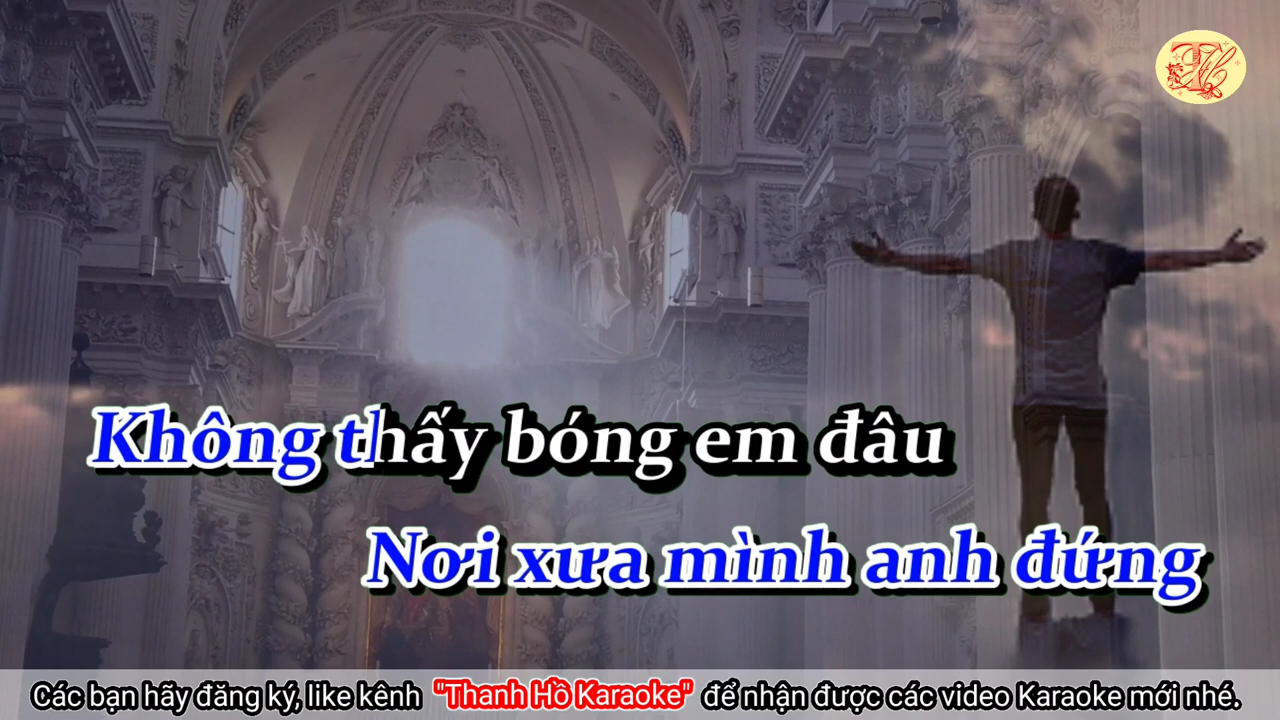 TH
Không thấy bóng em đâu
Nơi xưa mình anh đứng
Các bạn hãy đăng ký, like kênh "Thanh Hồ Karaoke" để nhận được các video Karaoke mới nhé.